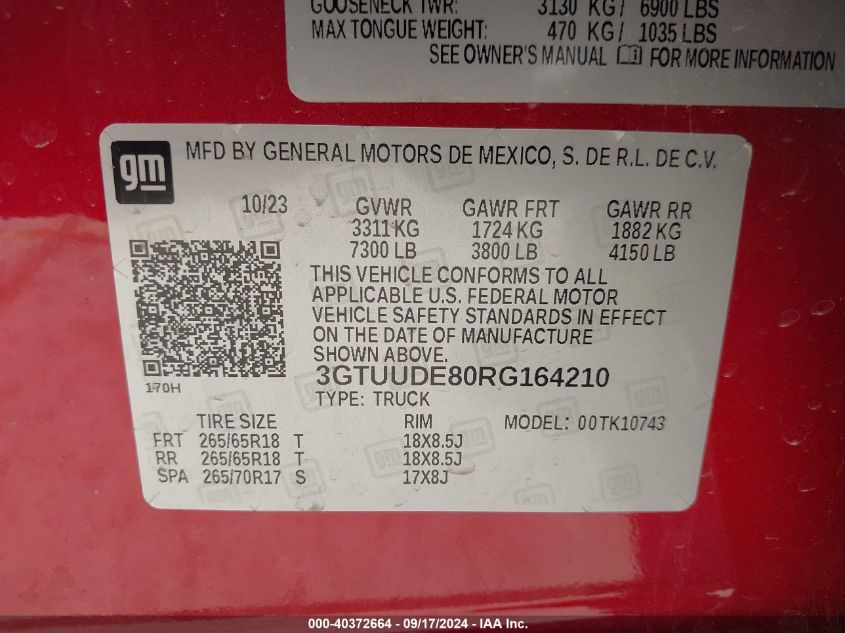 GOOSENECK TWR: 3130 KG/ 6900 LBS
MAX TONGUE WEIGHT: 470 KG/ 1035 LBS
SEE OWNER'S MANUAL FOR MORE INFORMATION
gm
MFD BY GENERAL MOTORS DE MEXICO, S. DE R.L. DE C.V.
10/23 GVWR GAWR FRT GAWR RR
3311 KG 1724 KG 1882 KG
7300 LB 3800 LB 4150 LB
THIS VEHICLE CONFORMS TO ALL
APPLICABLE U.S. FEDERAL MOTOR
VEHICLE SAFETY STANDARDS IN EFFECT
ON THE DATE OF MANUFACTURE
SHOWN ABOVE.
170H
3GTUUDE80RG164210
TYPE: TRUCK
TIRE SIZE RIM MODEL: 00TK10743
FRT 265/65R18 T 18X8.5J
RR 265/65R18 T 18X8.5J
SPA 265/70R17 S 17X8J
000-40372664 - 09/17/2024 - © IAA Holdings, Inc.